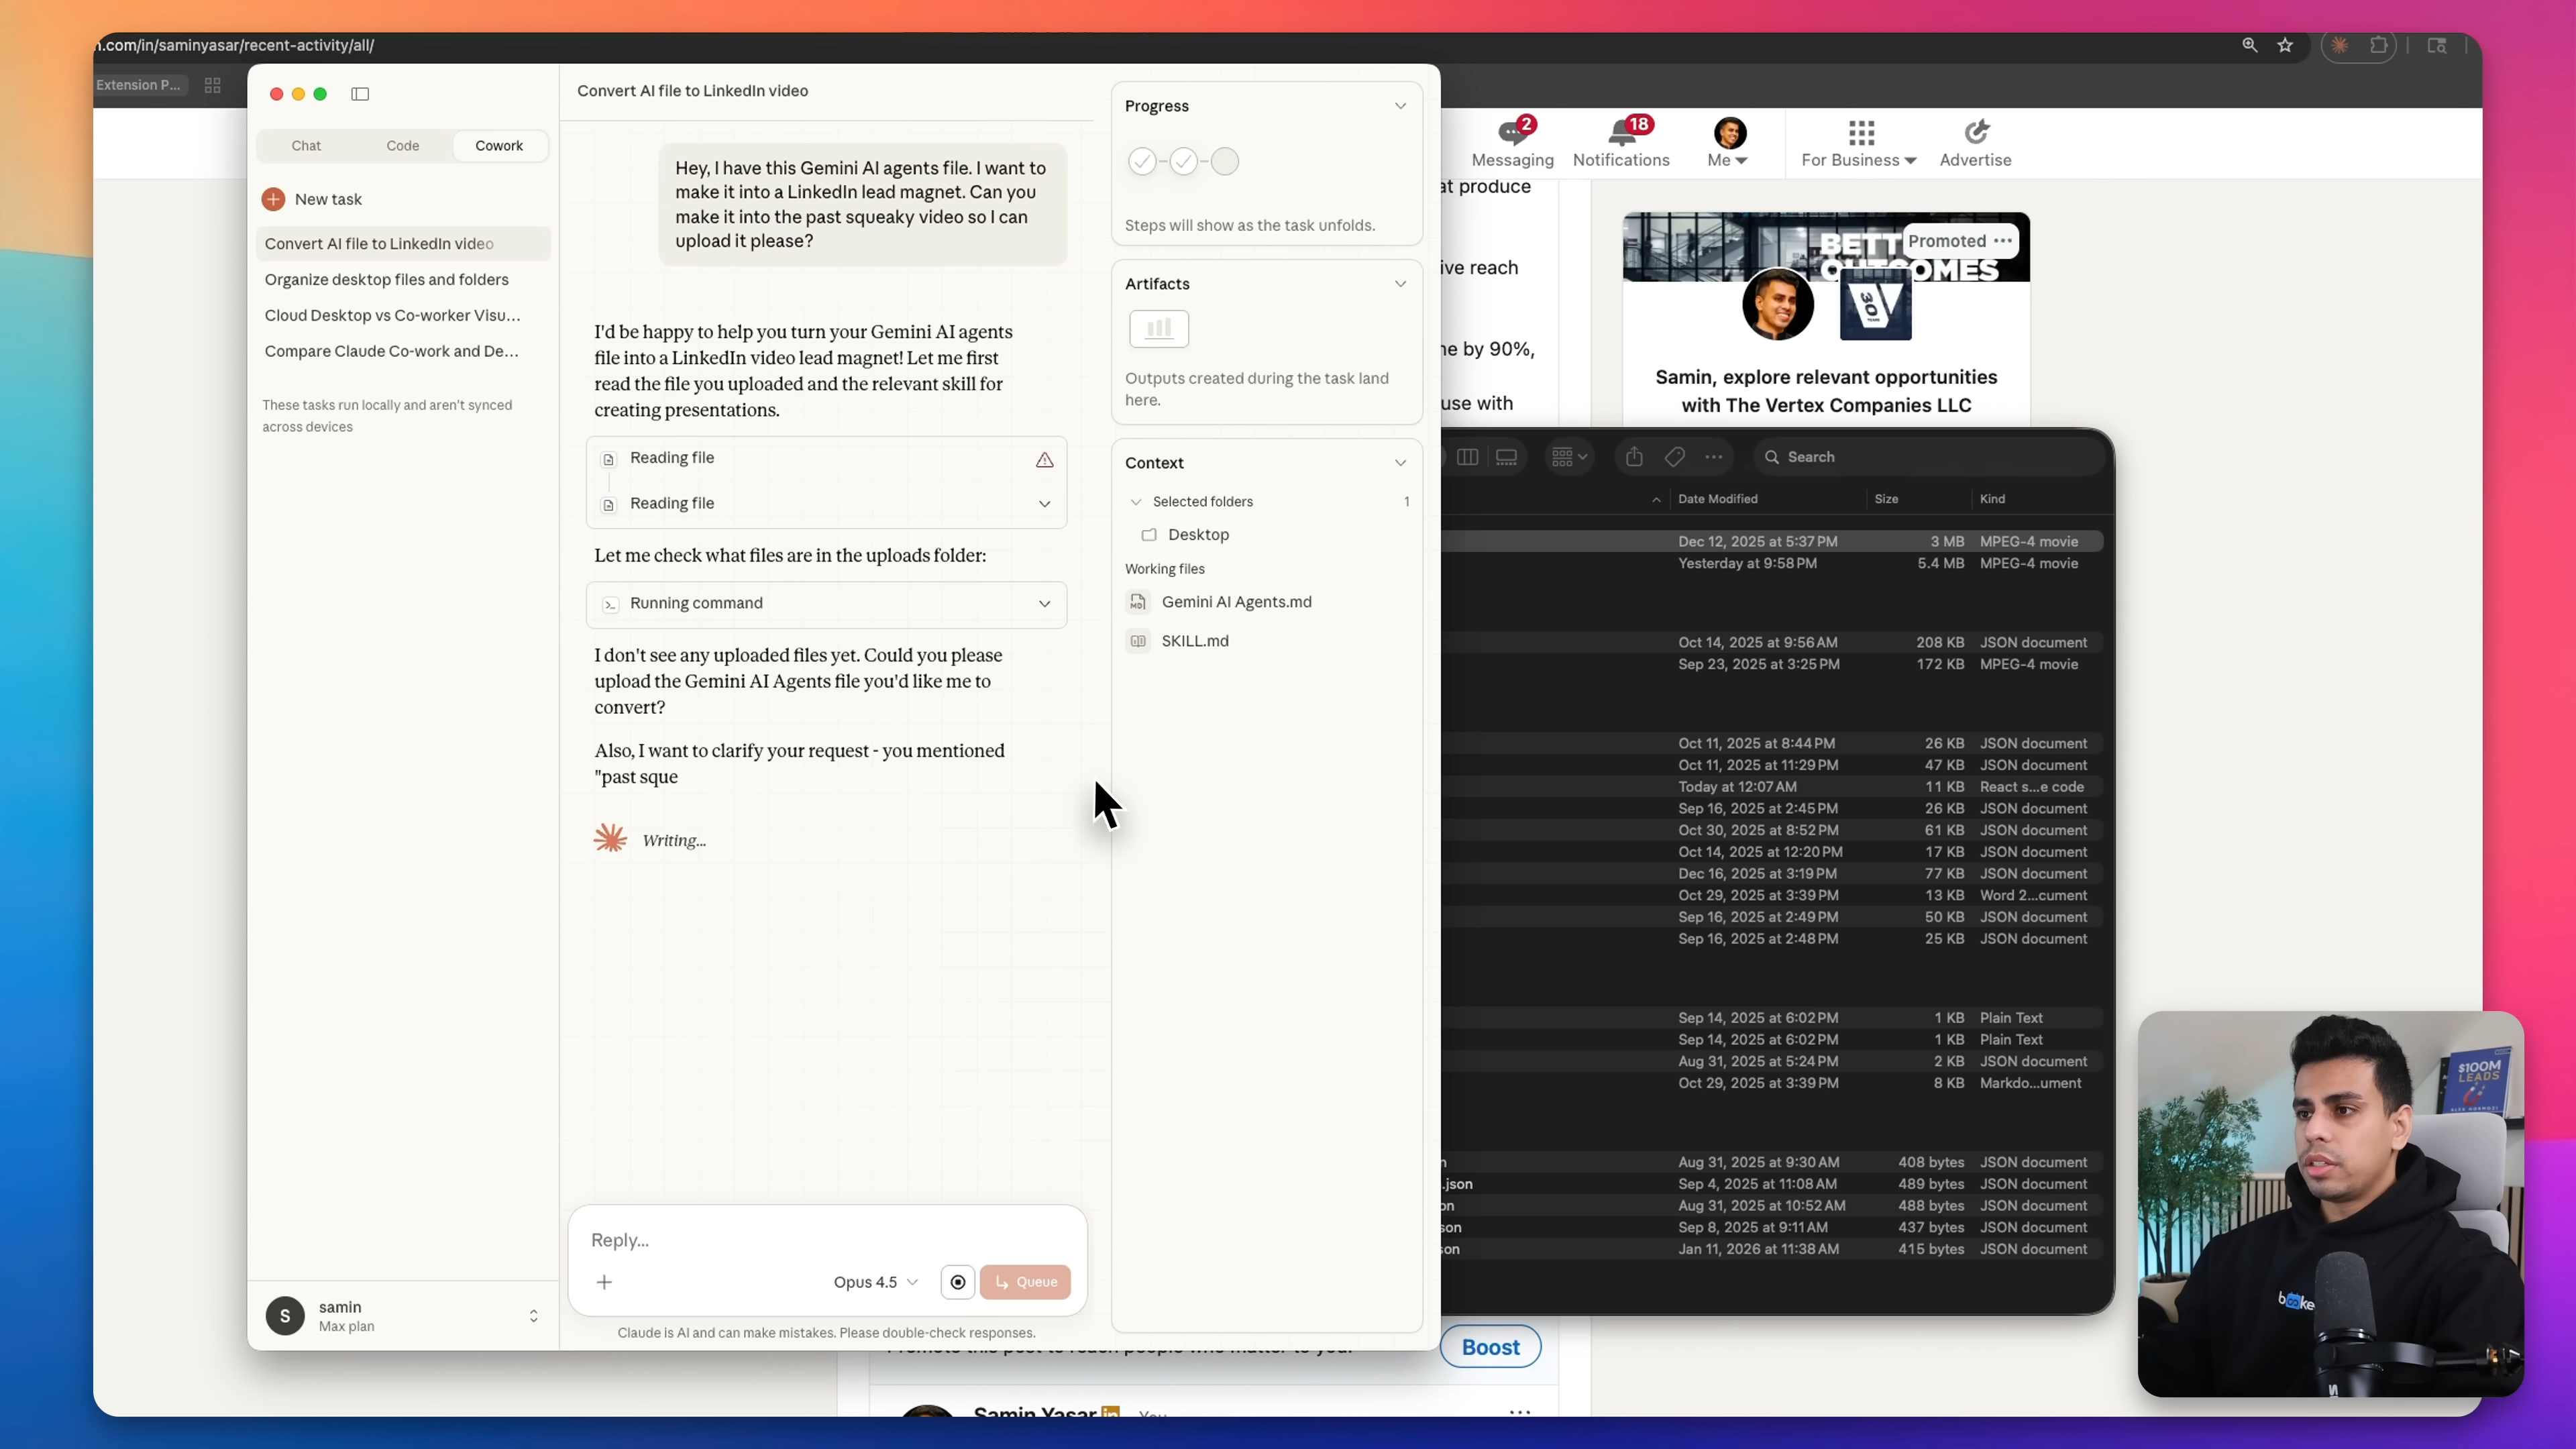 n.com/in/saminyasar/recent-activity/all/
Extension P...
Chat
Code
Cowork
New task
Convert AI file to LinkedIn video
Organize desktop files and folders
Cloud Desktop vs Co-worker Visu...
Compare Claude Co-work and De...
These tasks run locally and aren't synced
across devices
S
samin
Max plan
Convert AI file to LinkedIn video
Hey, I have this Gemini AI agents file. I want to
make it into a LinkedIn lead magnet. Can you
make it into the past squeaky video so I can
upload it please?
I'd be happy to help you turn your Gemini AI agents
file into a LinkedIn video lead magnet! Let me first
read the file you uploaded and the relevant skill for
creating presentations.
Reading file
Reading file
Let me check what files are in the uploads folder:
Running command
I don't see any uploaded files yet. Could you please
upload the Gemini AI Agents file you'd like me to
convert?
Also, I want to clarify your request - you mentioned
"past sque
Writing...
Reply...
Opus 4.5
Queue
Claude is AI and can make mistakes. Please double-check responses.
Progress
Steps will show as the task unfolds.
Artifacts
Outputs created during the task land
here.
Context
Selected folders 1
Desktop
Working files
Gemini AI Agents.md
SKILL.md
2
18
Messaging
Notifications
Me
For Business
Advertise
at produce
ive reach
ne by 90%,
use with
BETT
OUTCOMES
Promoted
30
Samin, explore relevant opportunities
with The Vertex Companies LLC
Search
Date Modified Size Kind
Dec 12, 2025 at 5:37 PM 3 MB MPEG-4 movie
Yesterday at 9:58 PM 5.4 MB MPEG-4 movie
Oct 14, 2025 at 9:56 AM 208 KB JSON document
Sep 23, 2025 at 3:25 PM 172 KB MPEG-4 movie
Oct 11, 2025 at 8:44 PM 26 KB JSON document
Oct 11, 2025 at 11:29 PM 47 KB JSON document
Today at 12:07 AM 11 KB React s...e code
Sep 16, 2025 at 2:45 PM 26 KB JSON document
Oct 30, 2025 at 8:52 PM 61 KB JSON document
Oct 14, 2025 at 12:20 PM 17 KB JSON document
Dec 16, 2025 at 3:19 PM 77 KB JSON document
Oct 29, 2025 at 3:39 PM 13 KB Word 2...cument
Sep 16, 2025 at 2:49 PM 50 KB JSON document
Sep 16, 2025 at 2:48 PM 25 KB JSON document
Sep 14, 2025 at 6:02 PM 1 KB Plain Text
Sep 14, 2025 at 6:02 PM 1 KB Plain Text
Aug 31, 2025 at 5:24 PM 2 KB JSON document
Oct 29, 2025 at 3:39 PM 8 KB Markdo...ument
n Aug 31, 2025 at 9:30 AM 408 bytes JSON document
.json Sep 4, 2025 at 11:08 AM 489 bytes JSON document
on Aug 31, 2025 at 10:52 AM 488 bytes JSON document
son Sep 8, 2025 at 9:11 AM 437 bytes JSON document
on Jan 11, 2026 at 11:38 AM 415 bytes JSON document
Promote this post to reach people who matter to you.
Boost
Samin Yasar in You
$100M
LEADS